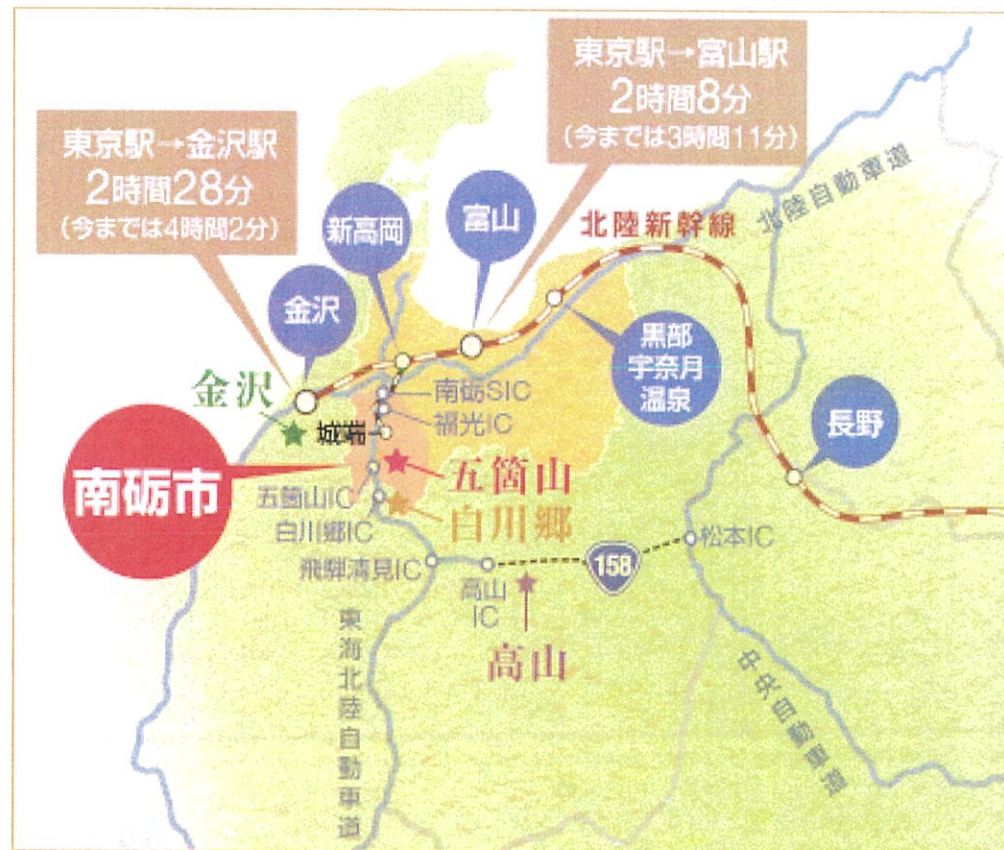 東京駅→富山駅
2時間8分
(今までは3時間11分)
東京駅→金沢駅
2時間28分
(今までは4時間2分)
新高岡
富山
北陸新幹線
北陸自動車道
金沢
黒部
宇奈月
温泉
金沢
南砺SIC
福光IC
城端
長野
南砺市
五箇山
五箇山IC
白川郷
白川郷IC
飛騨清見IC
高山
IC
158
松本IC
高山
東海北陸自動車道
中央自動車道